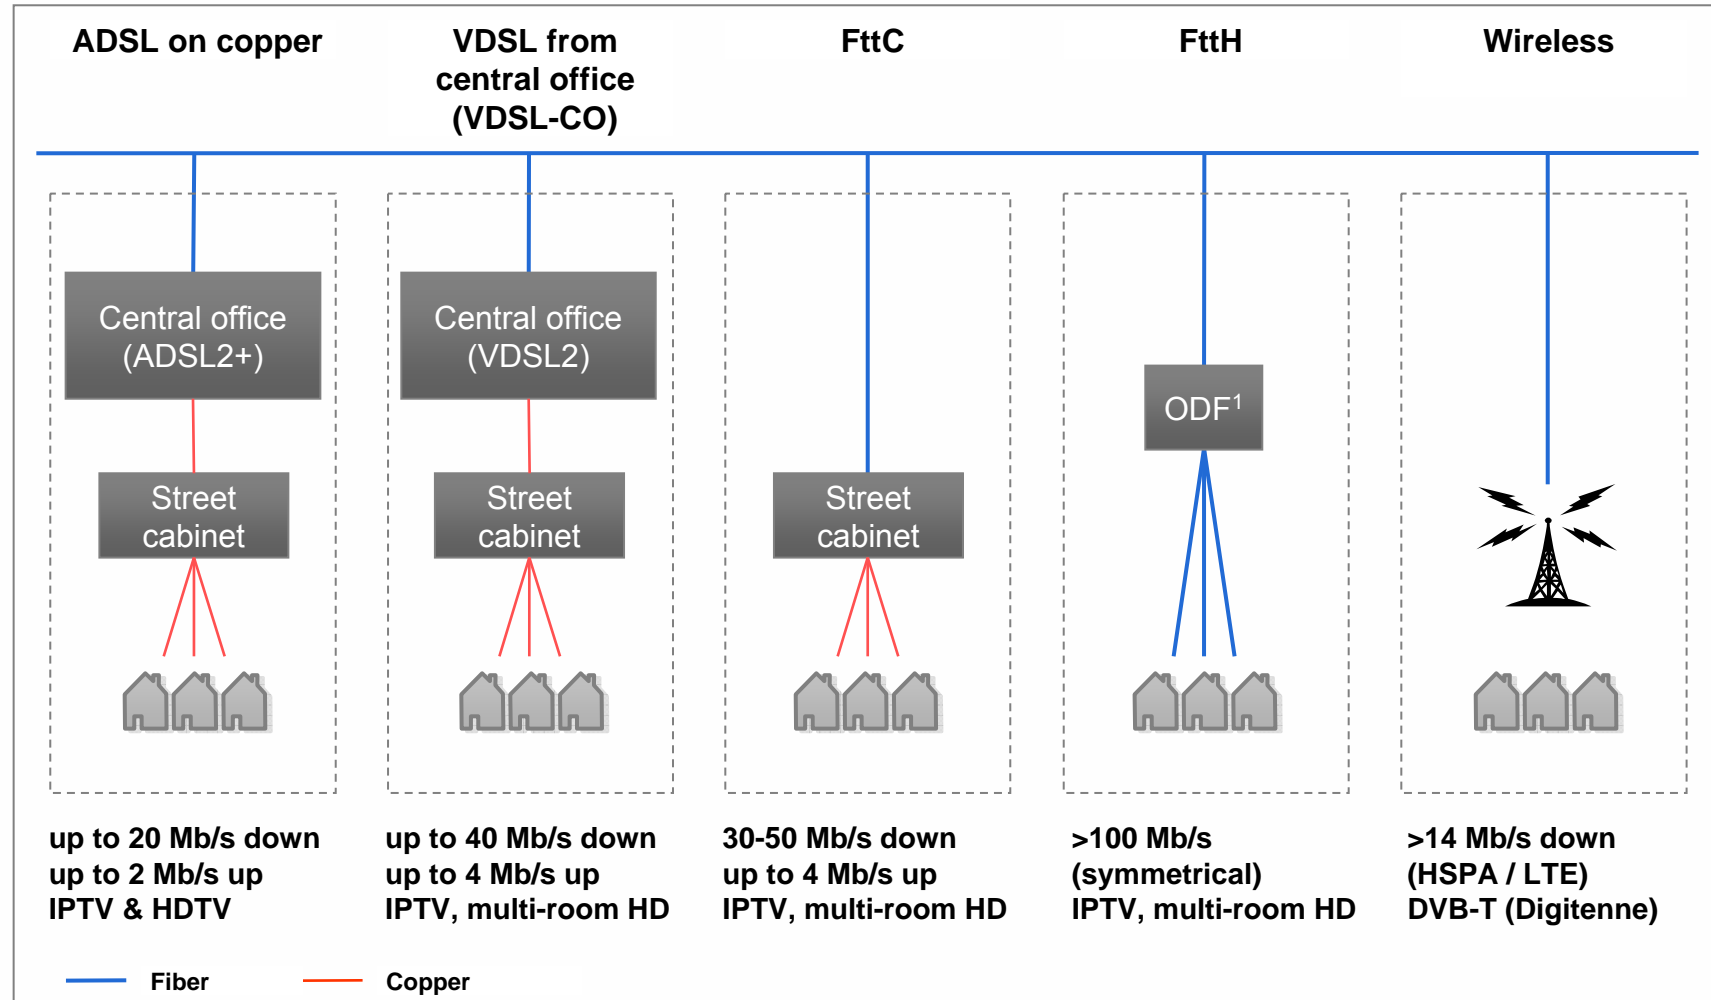 ADSL on copper
VDSL from
central office
(VDSL-CO)
FttC
FttH
Wireless
Central office
(ADSL2+)
Central office
(VDSL2)
ODF¹
Street
cabinet
Street
cabinet
Street
cabinet
up to 20 Mb/s down
up to 2 Mb/s up
IPTV & HDTV
up to 40 Mb/s down
up to 4 Mb/s up
IPTV, multi-room HD
30-50 Mb/s down
up to 4 Mb/s up
IPTV, multi-room HD
>100 Mb/s
(symmetrical)
IPTV, multi-room HD
>14 Mb/s down
(HSPA / LTE)
DVB-T (Digitenne)
Fiber
Copper